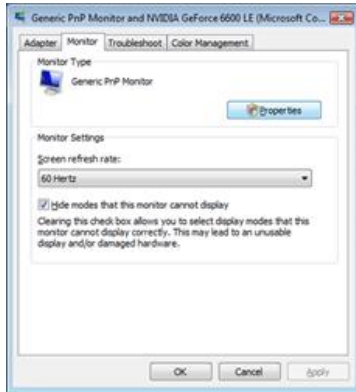 Generic PnP Monitor and NVIDIA GeForce 6600 LE (Microsoft Co...
Adapter Monitor Troubleshoot Color Management
Monitor Type
Generic PnP Monitor
Properties
Monitor Settings
Screen refresh rate:
60 Hertz
Hide modes that this monitor cannot display
Clearing this check box allows you to select display modes that this
monitor cannot display correctly. This may lead to an unusable
display and/or damaged hardware.
OK Cancel Apply